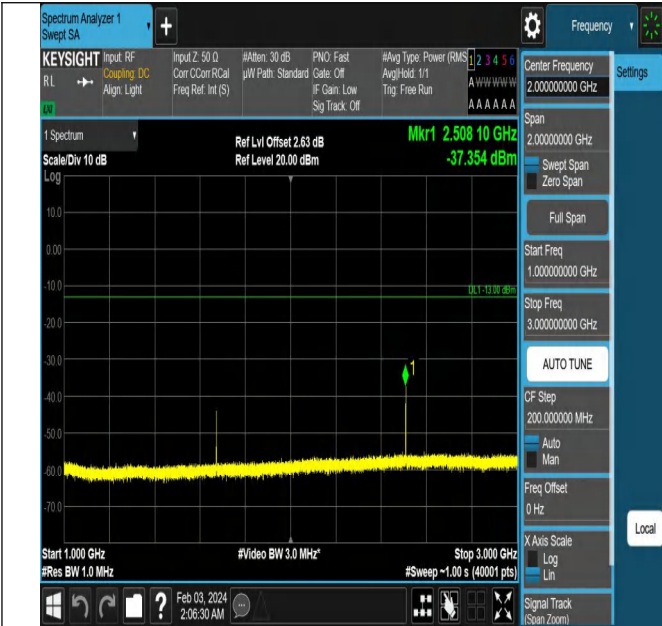 Spectrum Analyzer 1
Swept SA
+
Frequency
KEYSIGHT
RL
Input: RF
Coupling: DC
Align: Light
Input Z: 50 Ω
Corr CCorr RCal
Freq Ref: Int (S)
#Atten: 30 dB
µW Path: Standard
PNO: Fast
Gate: Off
IF Gain: Low
Sig Track: Off
#Avg Type: Power (RMS
Avg|Hold: 1/1
Trig: Free Run
1 2 3 4 5 6
A W W W W W
A A A A A A
1 Spectrum
Scale/Div 10 dB
Log
Ref Lvl Offset 2.63 dB
Ref Level 20.00 dBm
Mkr1 2.508 10 GHz
-37.354 dBm
10.0
0.00
-10.0
-20.0
-30.0
-40.0
-50.0
-60.0
-70.0
DL1 -13.00 dBm
1
Start 1.000 GHz
#Res BW 1.0 MHz
#Video BW 3.0 MHz*
Stop 3.000 GHz
#Sweep ~1.00 s (40001 pts)
?
Feb 03, 2024
2:06:30 AM
Center Frequency
2.000000000 GHz
Span
2.00000000 GHz
Swept Span
Zero Span
Full Span
Start Freq
1.000000000 GHz
Stop Freq
3.000000000 GHz
AUTO TUNE
CF Step
200.000000 MHz
Auto
Man
Freq Offset
0 Hz
X Axis Scale
Log
Lin
Signal Track
(Span Zoom)
Settings
Local